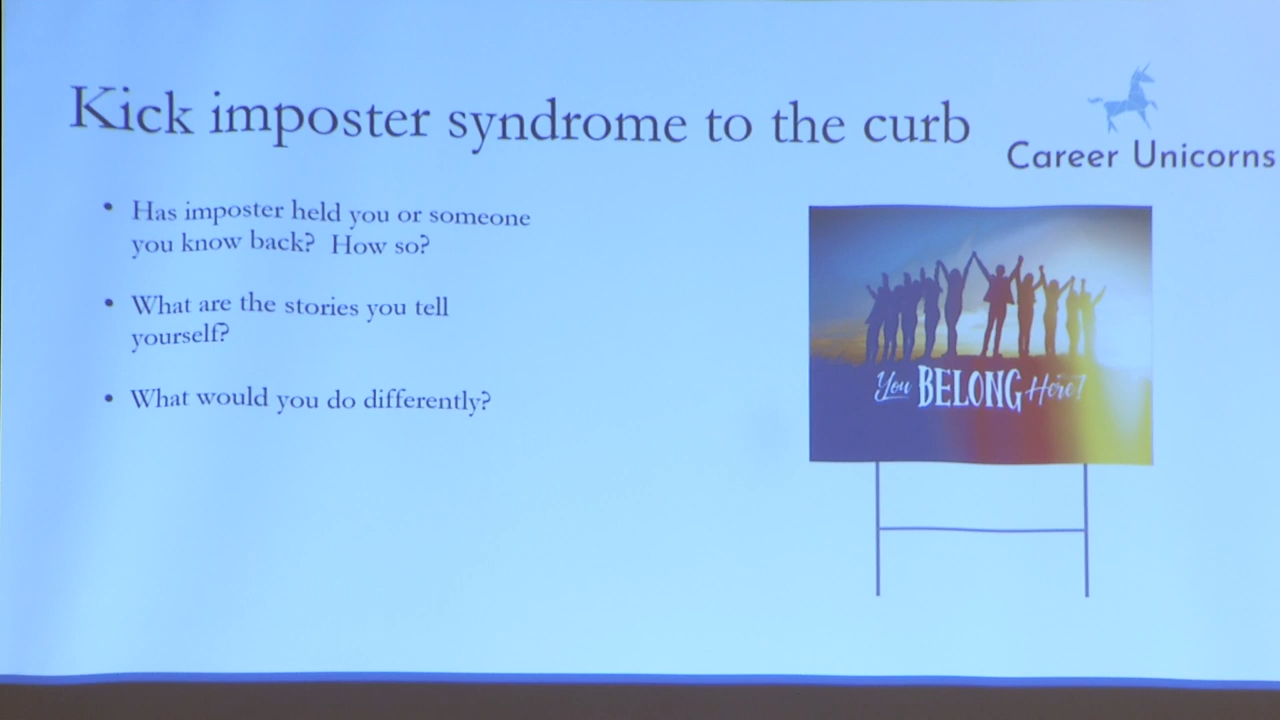 Kick imposter syndrome to the curb
Career Unicorns
• Has imposter held you or someone
you know back? How so?
• What are the stories you tell
yourself?
• What would you do differently?
You BELONG Here!